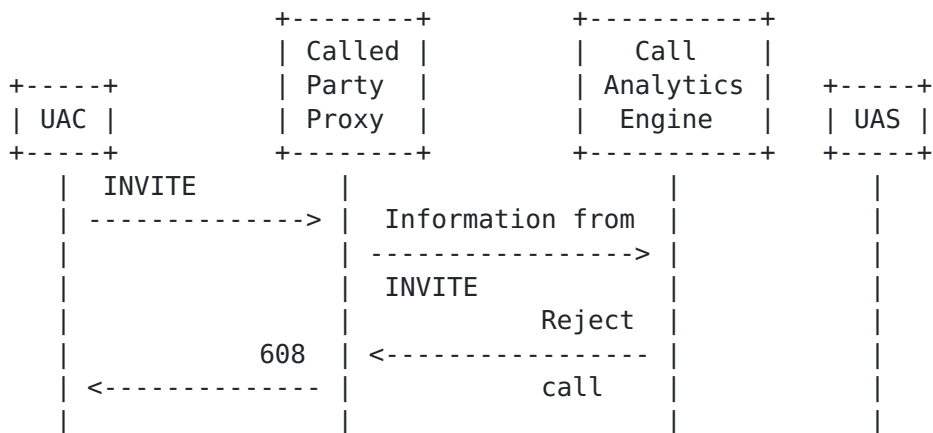 Called Call
Party Analytics
UAC Proxy Engine UAS
INVITE
Information from
INVITE
Reject
608
call